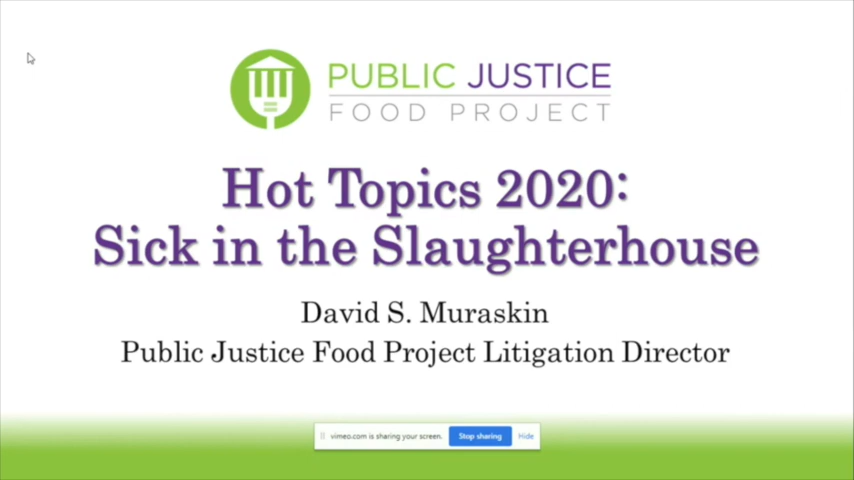 PUBLIC JUSTICE
FOOD PROJECT
Hot Topics 2020:
Sick in the Slaughterhouse
David S. Muraskin
Public Justice Food Project Litigation Director
vimeo.com is sharing your screen. Stop sharing Hide